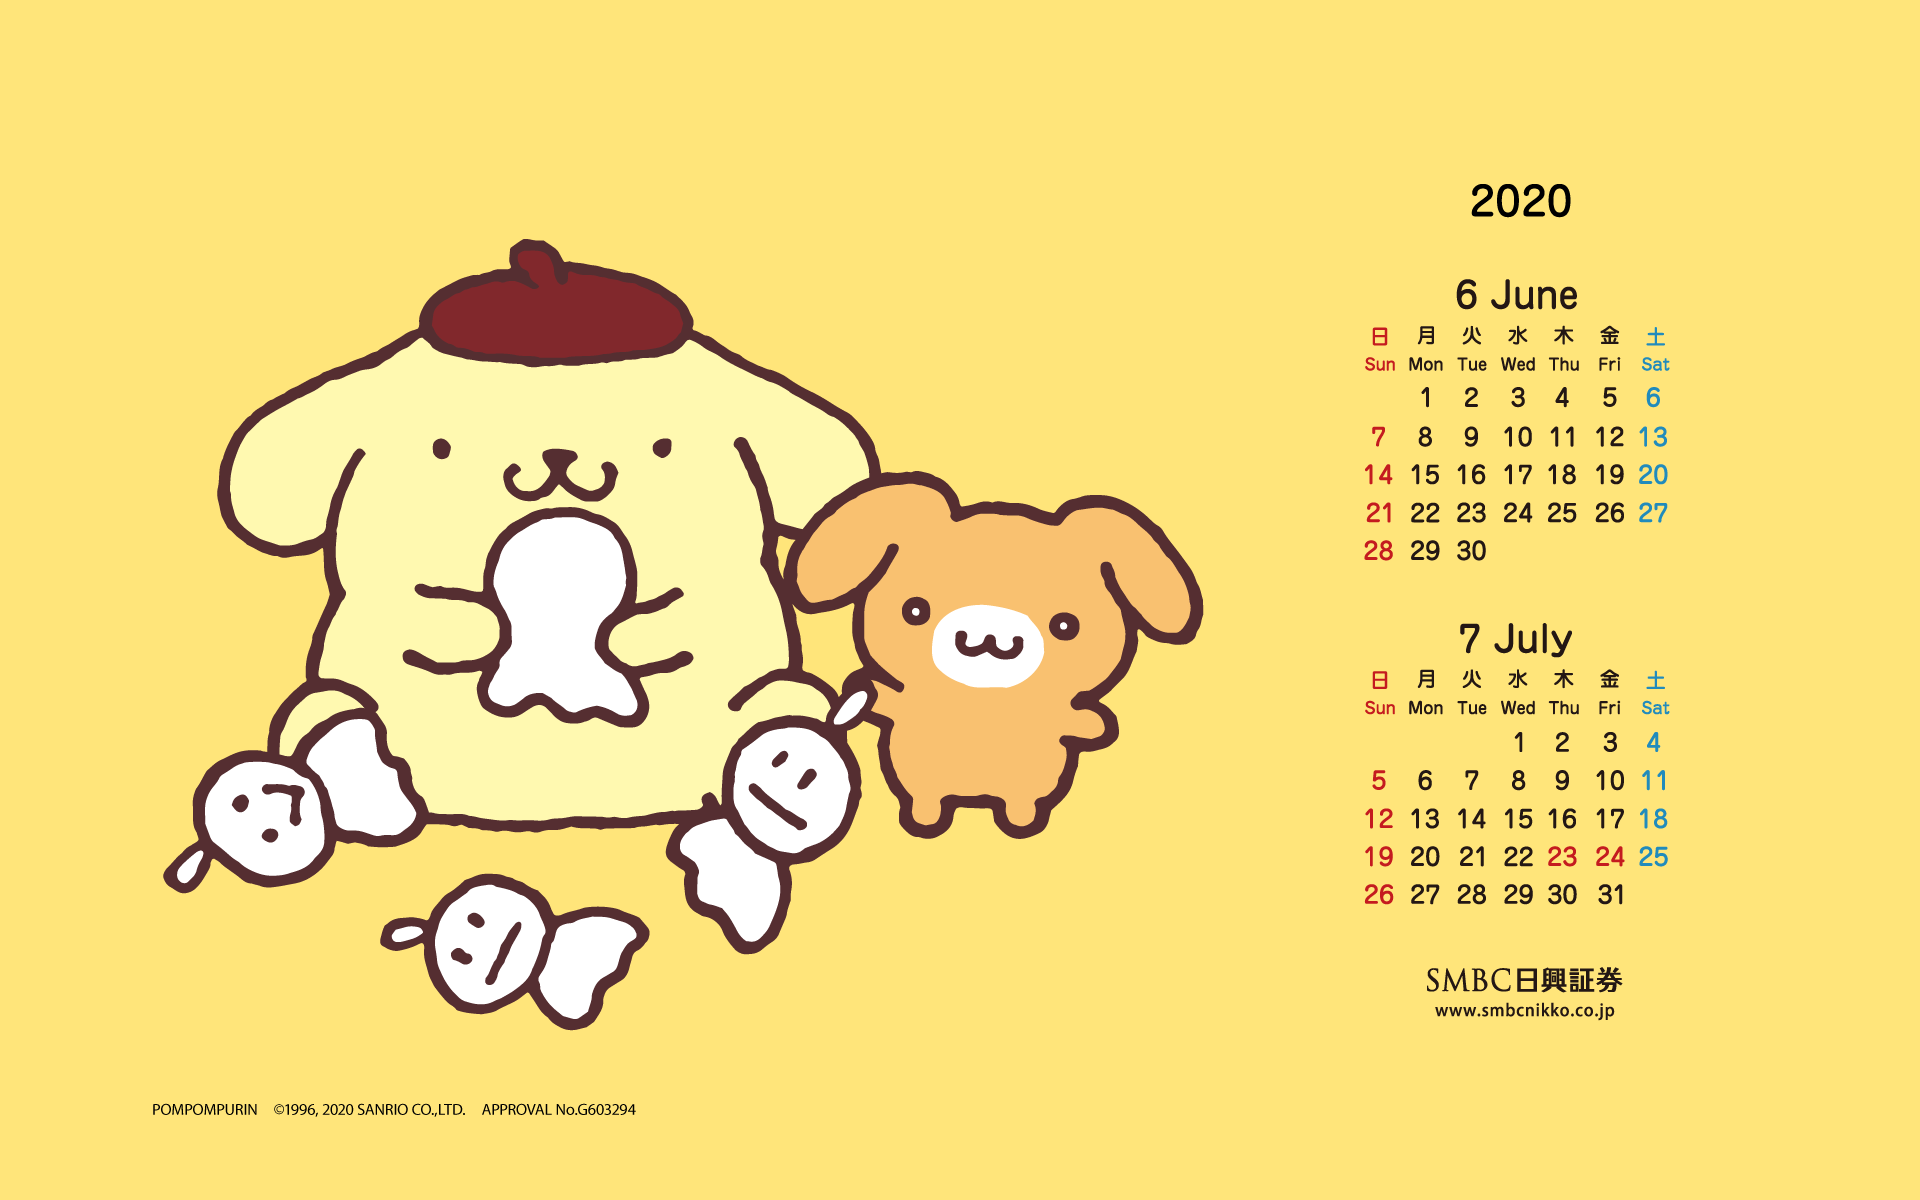 2020
6 June
日 月 火 水 木 金 土
Sun Mon Tue Wed Thu Fri Sat
1 2 3 4 5 6
7 8 9 10 11 12 13
14 15 16 17 18 19 20
21 22 23 24 25 26 27
28 29 30
7 July
日 月 火 水 木 金 土
Sun Mon Tue Wed Thu Fri Sat
1 2 3 4
5 6 7 8 9 10 11
12 13 14 15 16 17 18
19 20 21 22 23 24 25
26 27 28 29 30 31
SMBC日興証券
www.smbcnikko.co.jp
POMPOMPURIN ©1996, 2020 SANRIO CO.,LTD. APPROVAL No.G603294